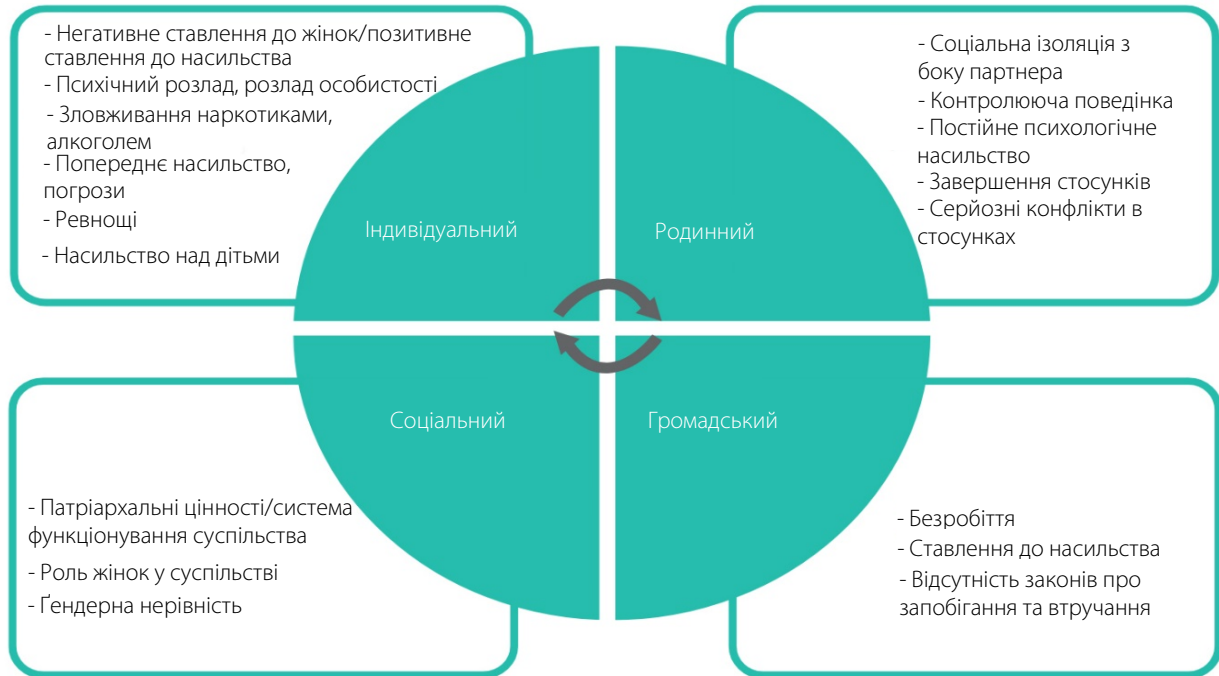 - Негативне ставлення до жінок/позитивне
ставлення до насильства
- Психічний розлад, розлад особистості
- Зловживання наркотиками,
алкоголем
- Попереднє насильство,
погрози
- Ревнощі
- Насильство над дітьми
Індивідуальний
Родинний
- Соціальна ізоляція з
боку партнера
- Контролююча поведінка
- Постійне психологічне
насильство
- Завершення стосунків
- Серйозні конфлікти в
стосунках
Соціальний
Громадський
- Патріархальні цінності/система
функціонування суспільства
- Роль жінок у суспільстві
- Ґендерна нерівність
- Безробіття
- Ставлення до насильства
- Відсутність законів про
запобігання та втручання